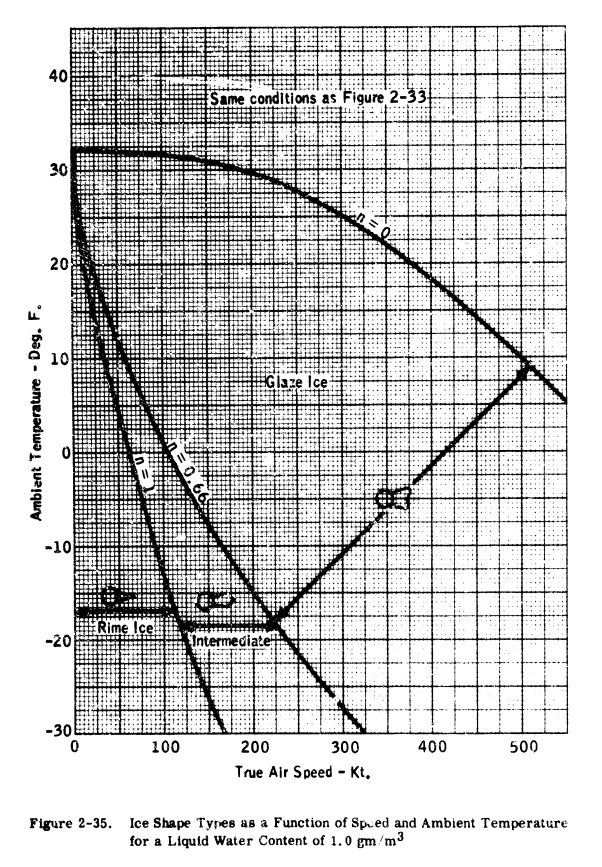 40
Same conditions as Figure 2-33
30
n = 0
20
10
Glaze Ice
0
n = 1
n = 0.66
-10
Rime Ice
Intermediate
-20
-30
0 100 200 300 400 500
Ambient Temperature - Deg. F.
True Air Speed - Kt.
Figure 2-35. Ice Shape Types as a Function of Speed and Ambient Temperature
for a Liquid Water Content of 1.0 gm/m³